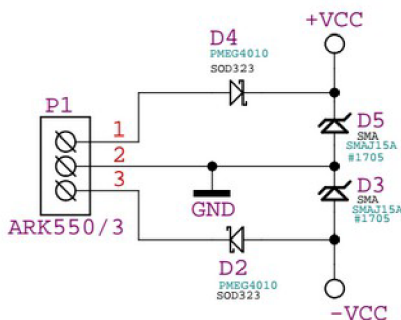 +VCC
D4
PMEG4010
SOD323
P1
1
2
3
D5
SMA
SMAJ15A
#1705
D3
SMA
SMAJ15A
#1705
GND
ARK550/3
D2
PMEG4010
SOD323
-VCC